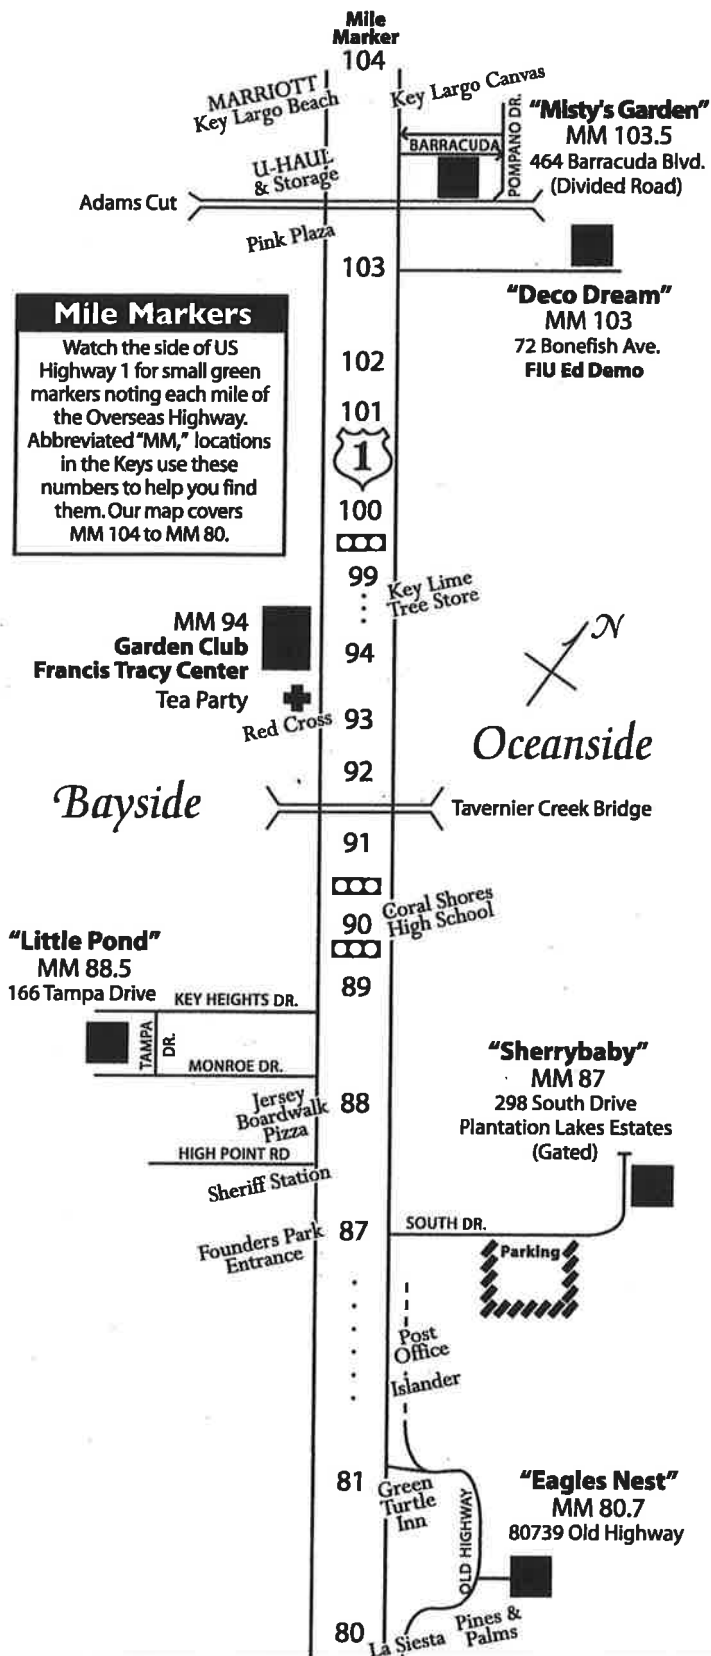 Mile
Marker
104
MARRIOTT
Key Largo Beach
Key Largo Canvas
BARRACUDA
POMPANO DR.
"Misty's Garden"
MM 103.5
464 Barracuda Blvd.
(Divided Road)
U-HAUL
& Storage
Adams Cut
Pink Plaza
103
"Deco Dream"
MM 103
72 Bonefish Ave.
FIU Ed Demo
Mile Markers
Watch the side of US
Highway 1 for small green
markers noting each mile of
the Overseas Highway.
Abbreviated "MM," locations
in the Keys use these
numbers to help you find
them. Our map covers
MM 104 to MM 80.
102
101
1
100
99
Key Lime
Tree Store
MM 94
Garden Club
Francis Tracy Center
Tea Party
94
N
Red Cross
93
Oceanside
92
Bayside
Tavernier Creek Bridge
91
Coral Shores
High School
90
"Little Pond"
MM 88.5
166 Tampa Drive
89
KEY HEIGHTS DR.
TAMPA
DR.
MONROE DR.
"Sherrybaby"
MM 87
298 South Drive
Plantation Lakes Estates
(Gated)
88
Jersey
Boardwalk
Pizza
HIGH POINT RD
Sheriff Station
87
SOUTH DR.
Founders Park
Entrance
Parking
Post
Office
Islander
81
Green
Turtle
Inn
OLD HIGHWAY
"Eagles Nest"
MM 80.7
80739 Old Highway
80
La Siesta
Pines &
Palms